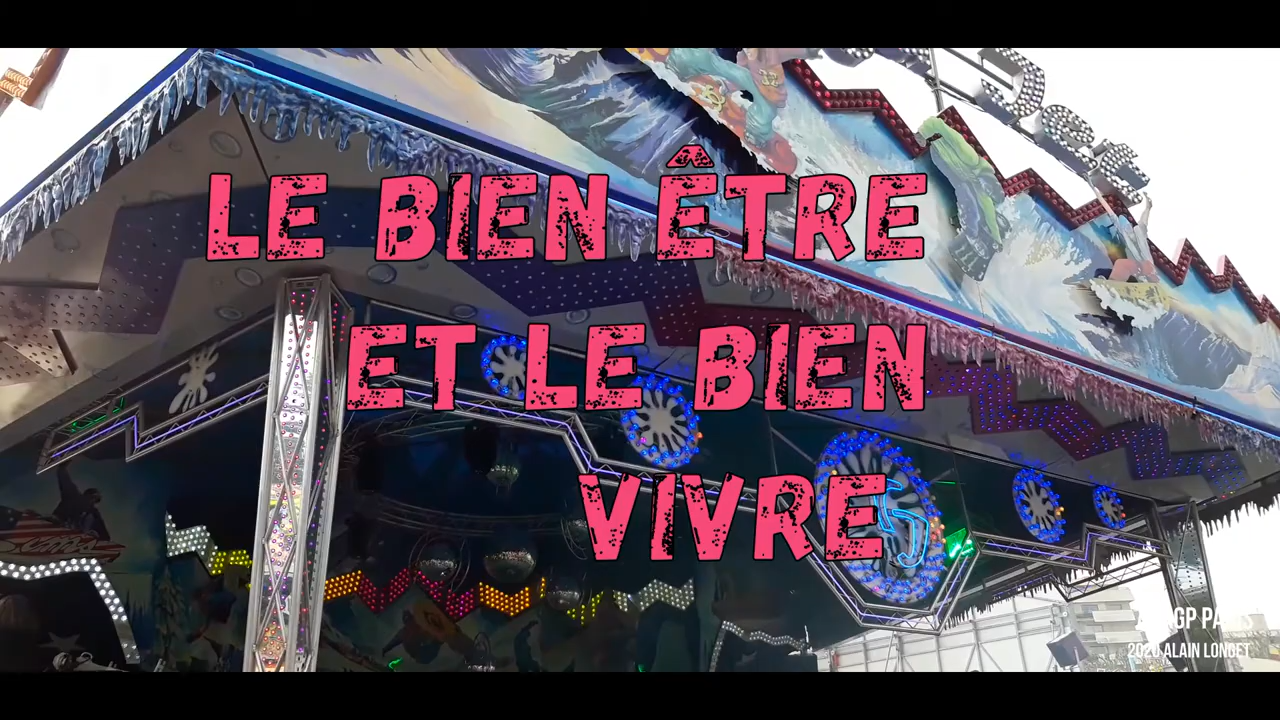 LE BIEN ÊTRE
ET LE BIEN
VIVRE
2020 ALAIN LONGET